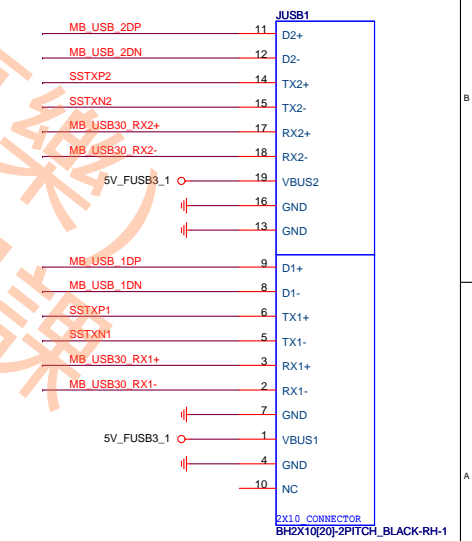 JUSB1
MB_USB_2DP 11 D2+
MB_USB_2DN 12 D2-
SSTXP2 14 TX2+
SSTXN2 15 TX2-
MB_USB30_RX2+ 17 RX2+
MB_USB30_RX2- 18 RX2-
5V_FUSB3_1 19 VBUS2
16 GND
13 GND
MB_USB_1DP 9 D1+
MB_USB_1DN 8 D1-
SSTXP1 6 TX1+
SSTXN1 5 TX1-
MB_USB30_RX1+ 3 RX1+
MB_USB30_RX1- 2 RX1-
7 GND
5V_FUSB3_1 1 VBUS1
4 GND
10 NC
2X10 CONNECTOR
BH2X10[20]-2PITCH_BLACK-RH-1
B
A
樂)
課